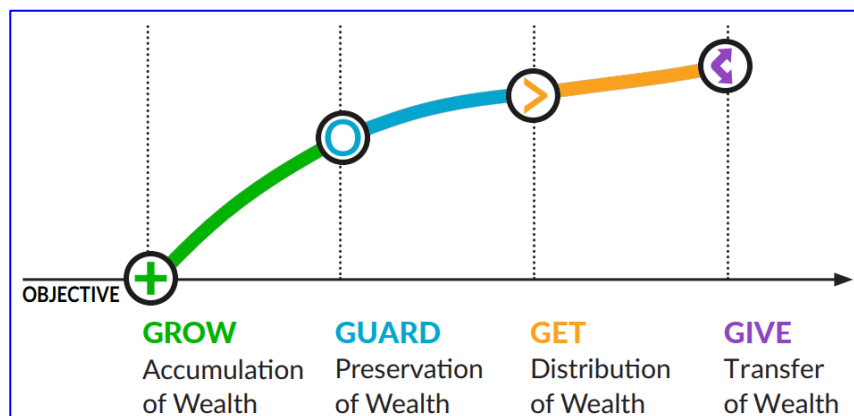 OBJECTIVE
GROW
Accumulation
of Wealth
GUARD
Preservation
of Wealth
GET
Distribution
of Wealth
GIVE
Transfer
of Wealth